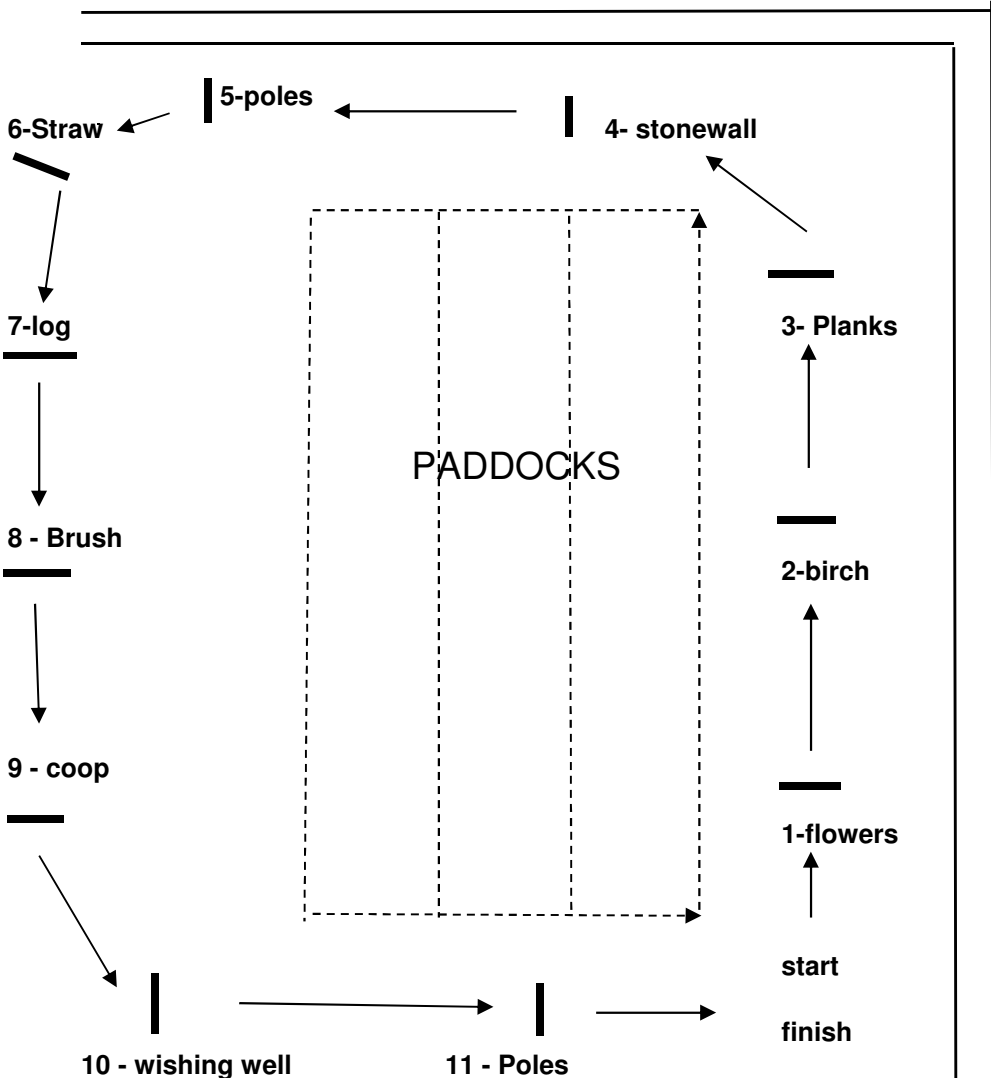 5-poles
6-Straw
4- stonewall
7-log
3- Planks
PADDOCKS
8 - Brush
2-birch
9 - coop
1-flowers
start
finish
10 - wishing well
11 - Poles